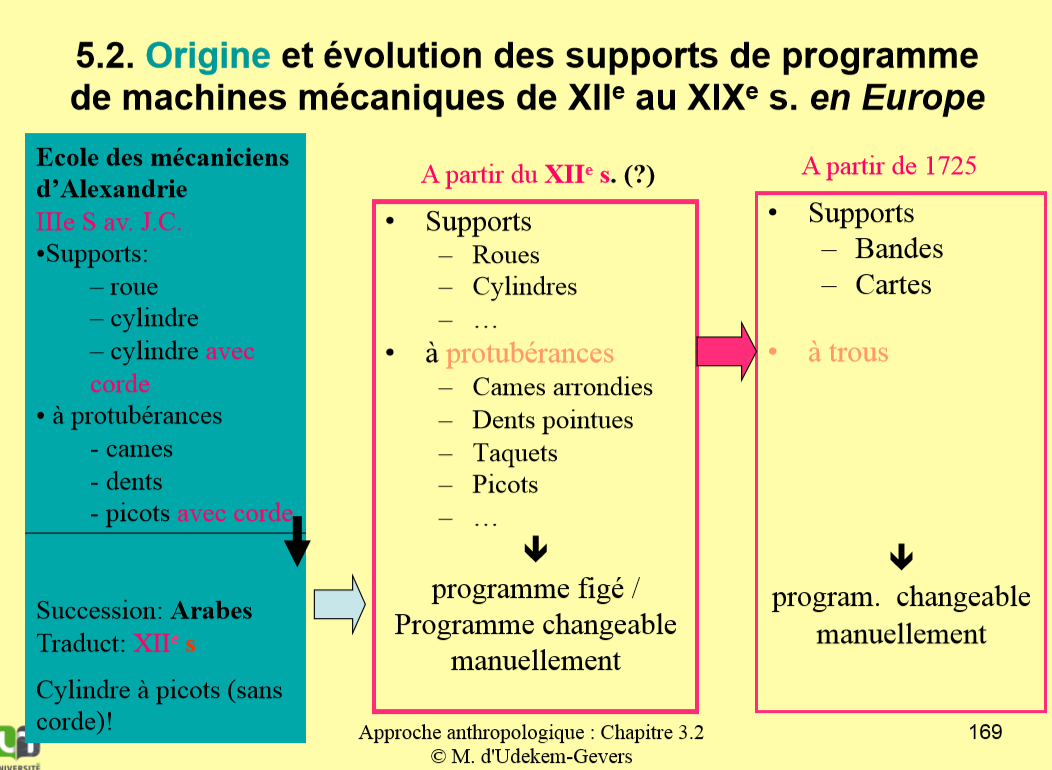 5.2. Origine et évolution des supports de programme
de machines mécaniques de XIIe au XIXe s. en Europe
Ecole des mécaniciens
d'Alexandrie
IIIe S av. J.C.
•Supports:
– roue
– cylindre
– cylindre avec
corde
• à protubérances
- cames
- dents
- picots avec corde
Succession: Arabes
Traduct: XIIe s
Cylindre à picots (sans
corde)!
A partir du XIIe s. (?)
• Supports
– Roues
– Cylindres
– …
• à protubérances
– Cames arrondies
– Dents pointues
– Taquets
– Picots
– …
programme figé /
Programme changeable
manuellement
A partir de 1725
• Supports
– Bandes
– Cartes
• à trous
program. changeable
manuellement
Approche anthropologique : Chapitre 3.2
© M. d'Udekem-Gevers
169
UNIVERSITÉ